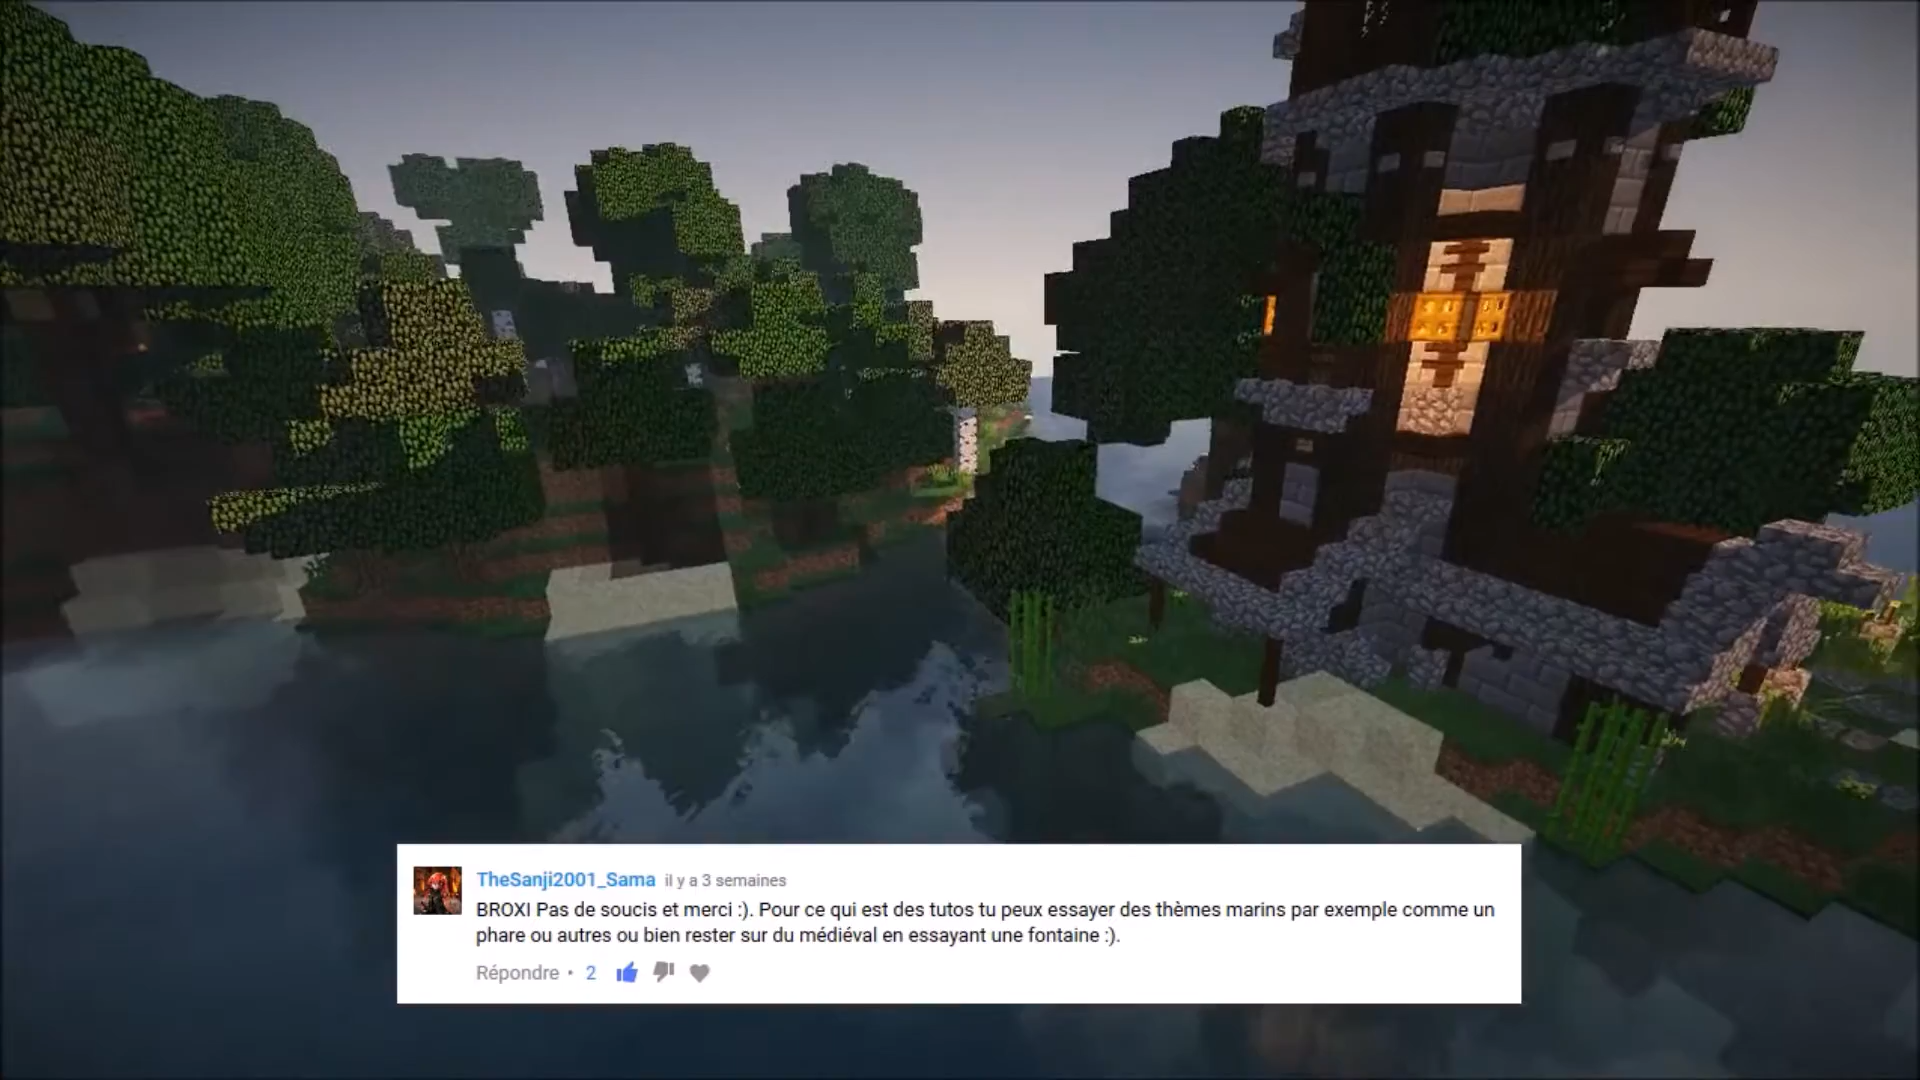 TheSanji2001_Sama il y a 3 semaines
BROXI Pas de soucis et merci :). Pour ce qui est des tutos tu peux essayer des thèmes marins par exemple comme un
phare ou autres ou bien rester sur du médiéval en essayant une fontaine :).
Répondre • 2